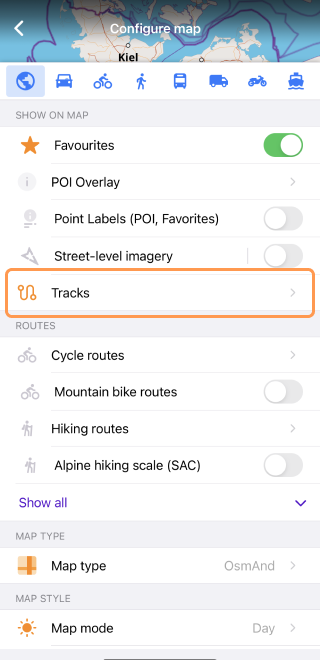 Configure map
Kiel
SHOW ON MAP
Favourites
POI Overlay
Point Labels (POI, Favorites)
Street-level imagery
Tracks
ROUTES
Cycle routes
Mountain bike routes
Hiking routes
Alpine hiking scale (SAC)
Show all
MAP TYPE
Map type OsmAnd
MAP STYLE
Map mode Day